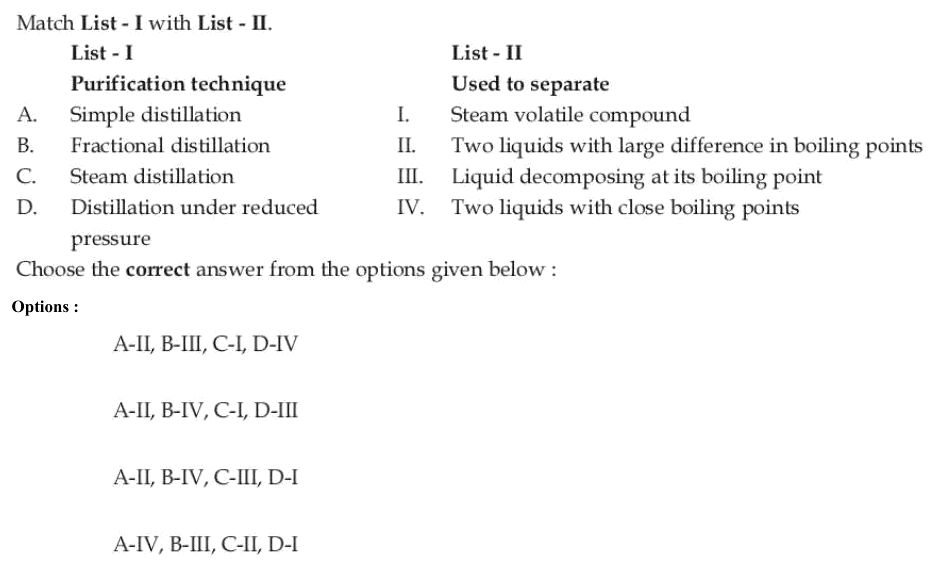 Match List - I with List - II.
List - I List - II
Purification technique Used to separate
A. Simple distillation I. Steam volatile compound
B. Fractional distillation II. Two liquids with large difference in boiling points
C. Steam distillation III. Liquid decomposing at its boiling point
D. Distillation under reduced IV. Two liquids with close boiling points
pressure
Choose the correct answer from the options given below :
Options :
A-II, B-III, C-I, D-IV
A-II, B-IV, C-I, D-III
A-II, B-IV, C-III, D-I
A-IV, B-III, C-II, D-I